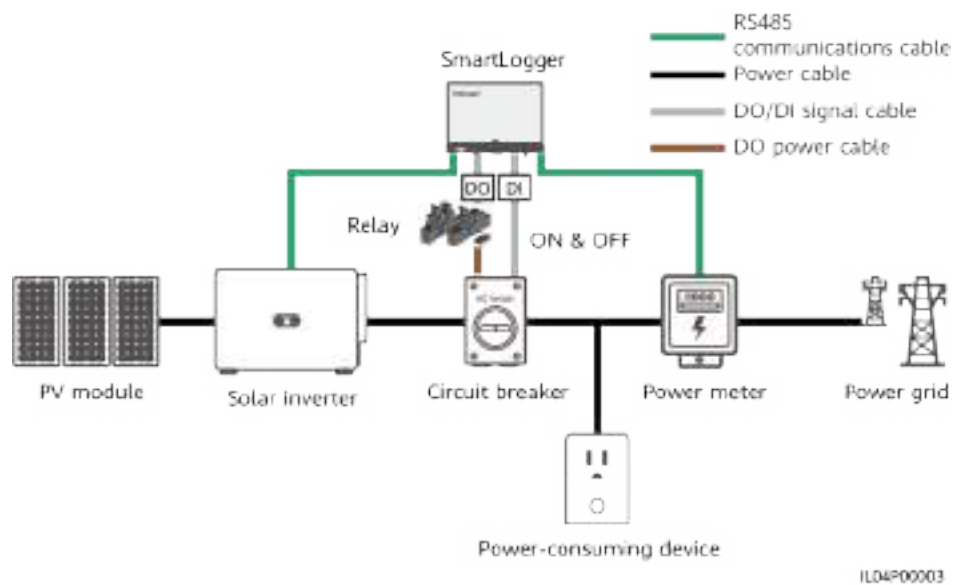 RS485
communications cable
SmartLogger
Power cable
DO/DI signal cable
DO power cable
DO
DI
Relay
ON & OFF
PV module
Solar inverter
Circuit breaker
Power meter
Power grid
Power-consuming device
IL04P00003